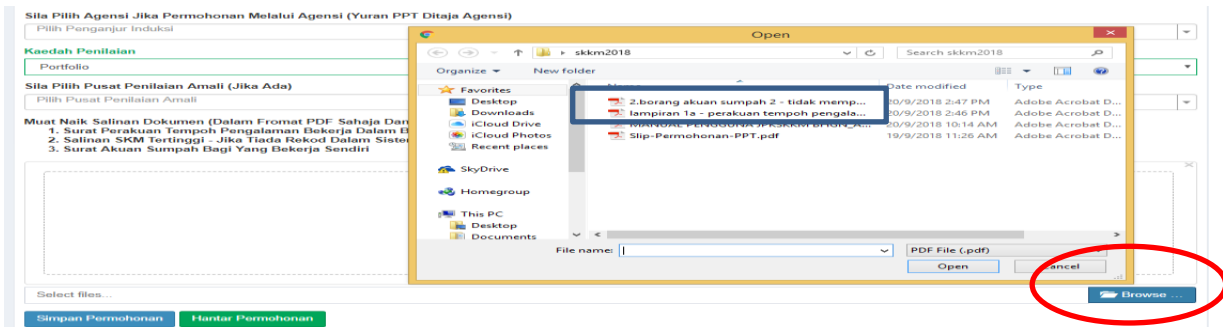 Sila Pilih Agensi Jika Permohonan Melalui Agensi (Yuran PPT Ditaja Agensi)
Pilih Penganjur Induksi
Kaedah Penilaian
Portfolio
Sila Pilih Pusat Penilaian Amali (Jika Ada)
Pilih Pusat Penilaian Amali
Muat Naik Salinan Dokumen (Dalam Fromat PDF Sahaja Dan
1. Surat Perakuan Tempoh Pengalaman Bekerja Dalam B
2. Salinan SKM Tertinggi - Jika Tiada Rekod Dalam Siste
3. Surat Akuan Sumpah Bagi Yang Bekerja Sendiri
Select files...
Browse ...
Simpan Permohonan Hantar Permohonan
Open
skkm2018 Search skkm2018
Organize New folder
Name Date modified Type
2.borang akuan sumpah 2 - tidak memp... 20/9/2018 2:47 PM Adobe Acrobat D...
lampiran 1a - perakuan tempoh pengala... 20/9/2018 2:46 PM Adobe Acrobat D...
MANUAL PENGGUNA 20/9/2018 10:14 AM Adobe Acrobat D...
Slip-Permohonan-PPT.pdf 19/9/2018 11:26 AM Adobe Acrobat D...
Favorites
Desktop
Downloads
iCloud Drive
iCloud Photos
Recent places
SkyDrive
Homegroup
This PC
Desktop
Documents
File name: PDF File (.pdf)
Open Cancel